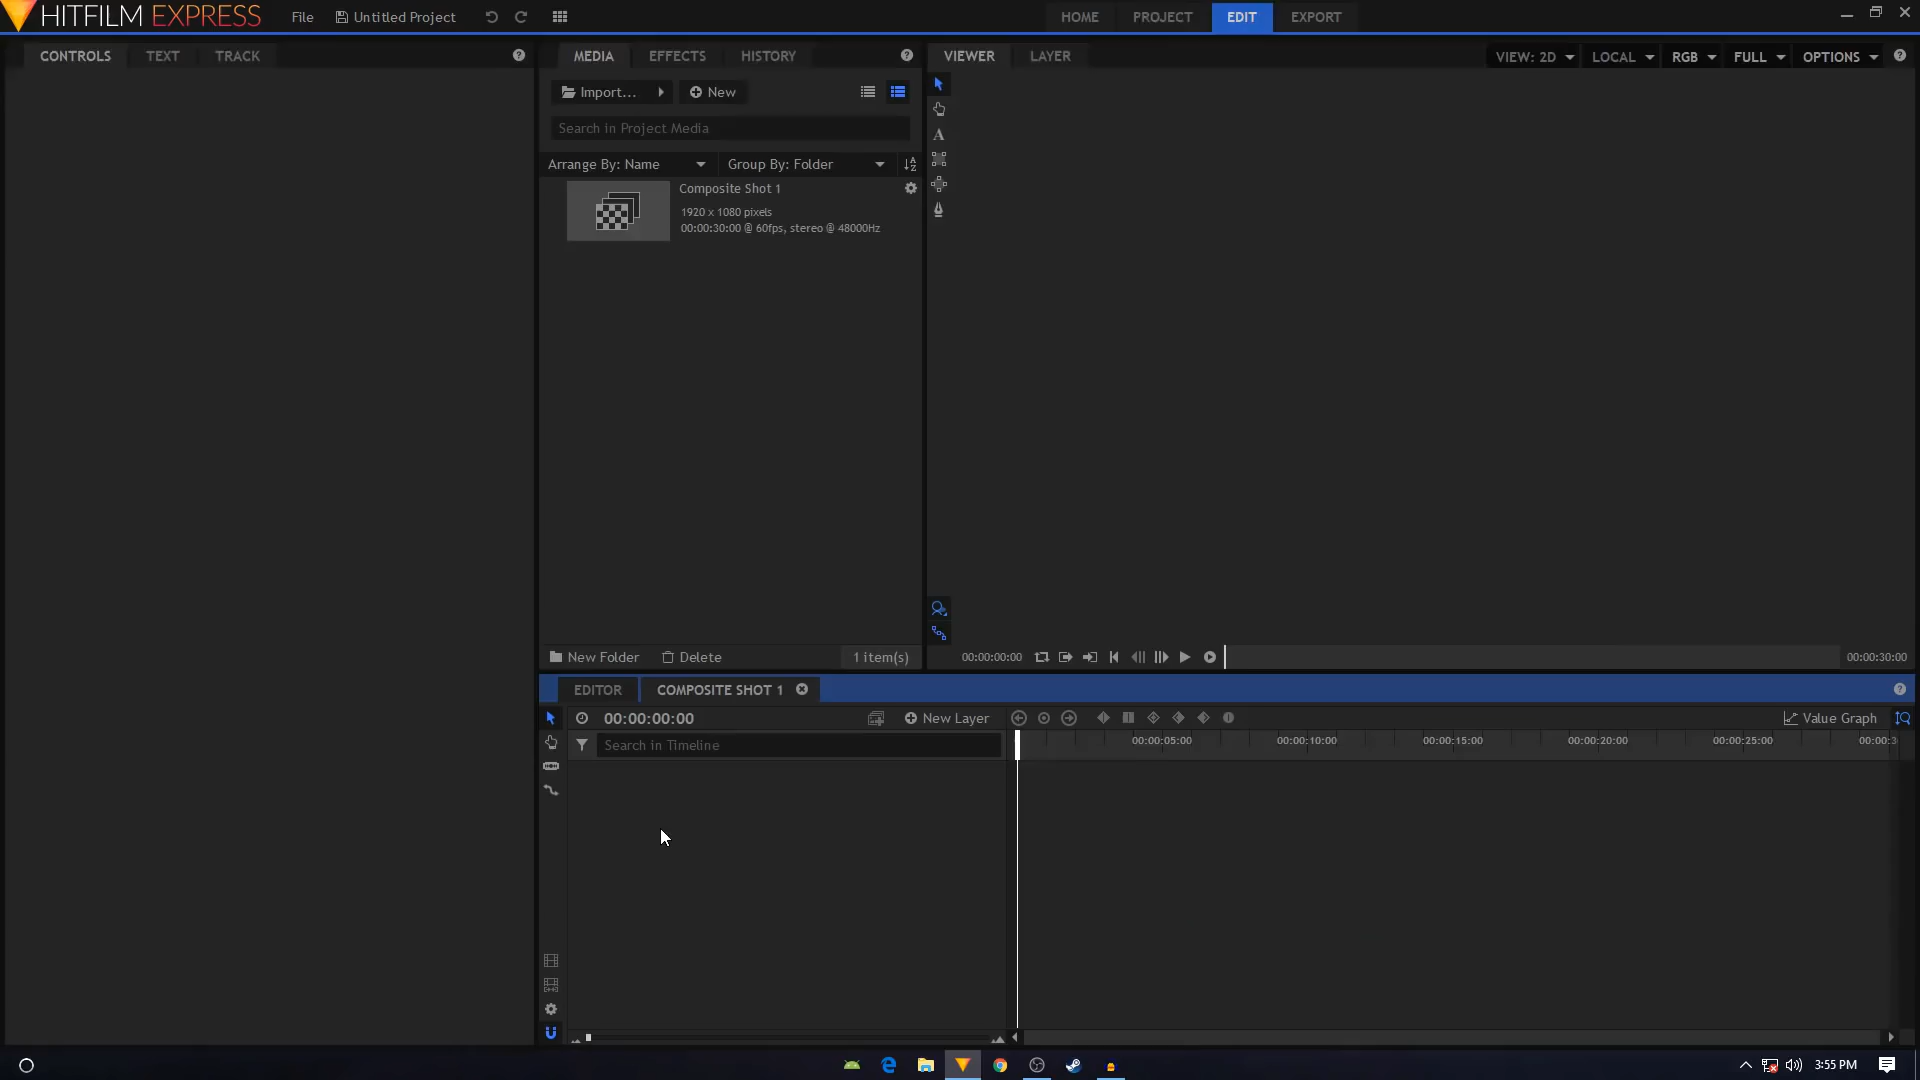 HITFILM EXPRESS File Untitled Project HOME PROJECT EDIT EXPORT
CONTROLS TEXT TRACK
MEDIA EFFECTS HISTORY
VIEWER LAYER VIEW: 2D LOCAL RGB FULL OPTIONS
Import... New
Search in Project Media
Arrange By: Name Group By: Folder
Composite Shot 1
1920 x 1080 pixels
00:00:30:00 @ 60fps, stereo @ 48000Hz
A
New Folder Delete 1 item(s)
00:00:00:00 00:00:30:00
EDITOR COMPOSITE SHOT 1
00:00:00:00 New Layer Value Graph
Search in Timeline
00:00:05:00 00:00:10:00 00:00:15:00 00:00:20:00 00:00:25:00 00:00:3
3:55 PM